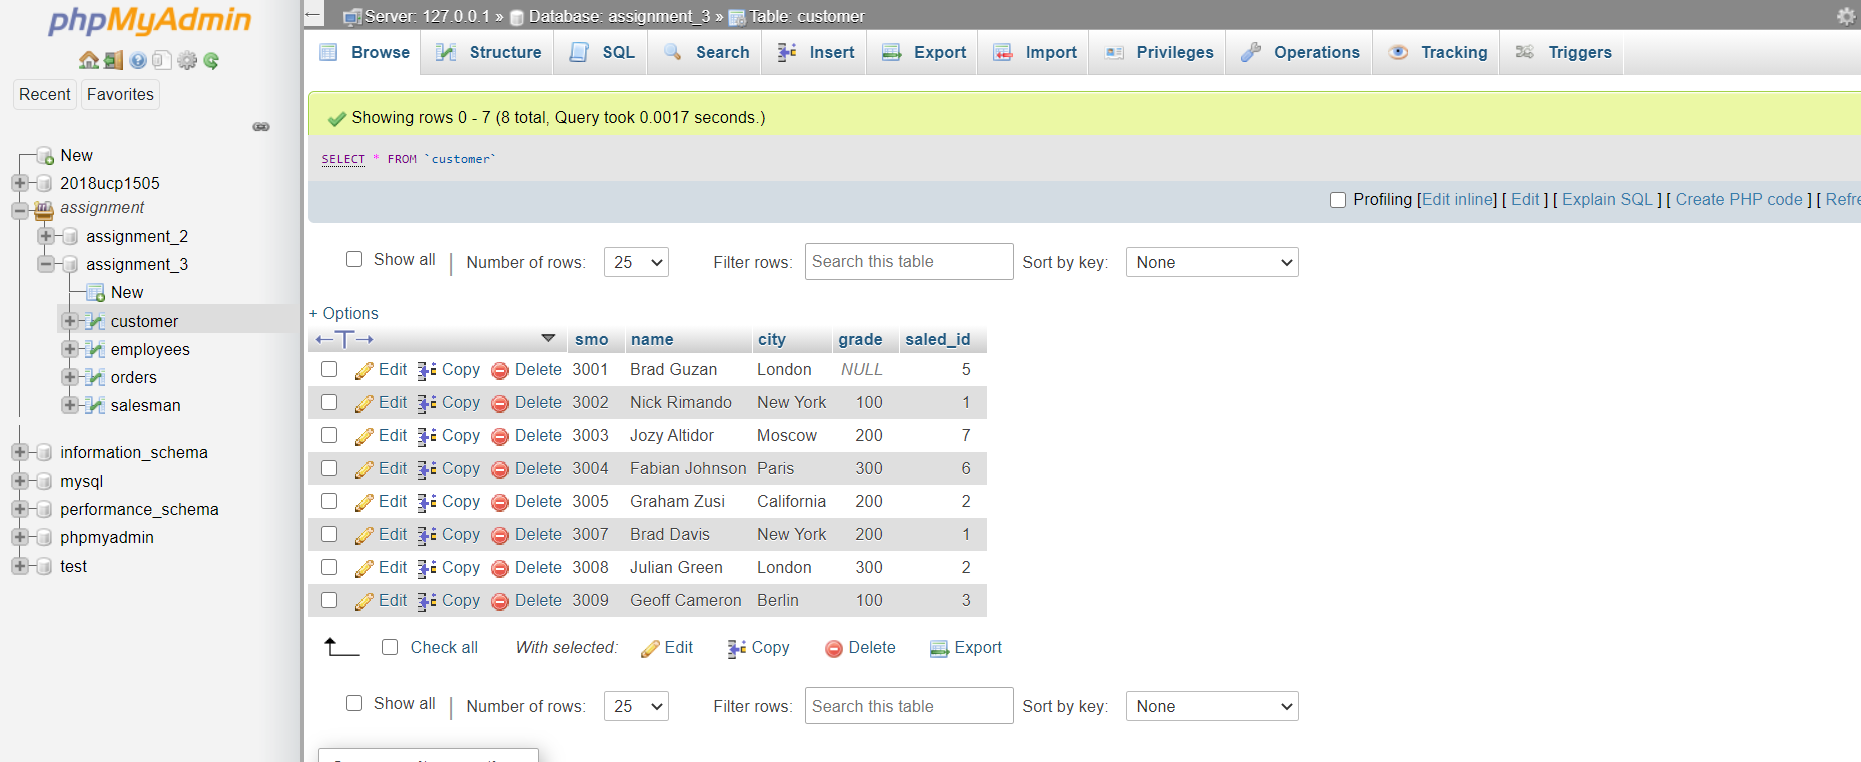 phpMyAdmin
Recent Favorites
New
2018ucp1505
assignment
assignment_2
assignment_3
New
customer
employees
orders
salesman
information_schema
mysql
performance_schema
phpmyadmin
test
Server: 127.0.0.1 » Database: assignment_3 » Table: customer
Browse Structure SQL Search Insert Export Import Privileges Operations Tracking Triggers
Showing rows 0 - 7 (8 total, Query took 0.0017 seconds.)
SELECT * FROM `customer`
Profiling [Edit inline] [ Edit ] [ Explain SQL ] [ Create PHP code ] [ Refre
Show all | Number of rows: 25 Filter rows: Search this table Sort by key: None
+ Options
←T→ smo name city grade saled_id
Edit Copy Delete 3001 Brad Guzan London NULL 5
Edit Copy Delete 3002 Nick Rimando New York 100 1
Edit Copy Delete 3003 Jozy Altidor Moscow 200 7
Edit Copy Delete 3004 Fabian Johnson Paris 300 6
Edit Copy Delete 3005 Graham Zusi California 200 2
Edit Copy Delete 3007 Brad Davis New York 200 1
Edit Copy Delete 3008 Julian Green London 300 2
Edit Copy Delete 3009 Geoff Cameron Berlin 100 3
Check all With selected: Edit Copy Delete Export
Show all | Number of rows: 25 Filter rows: Search this table Sort by key: None